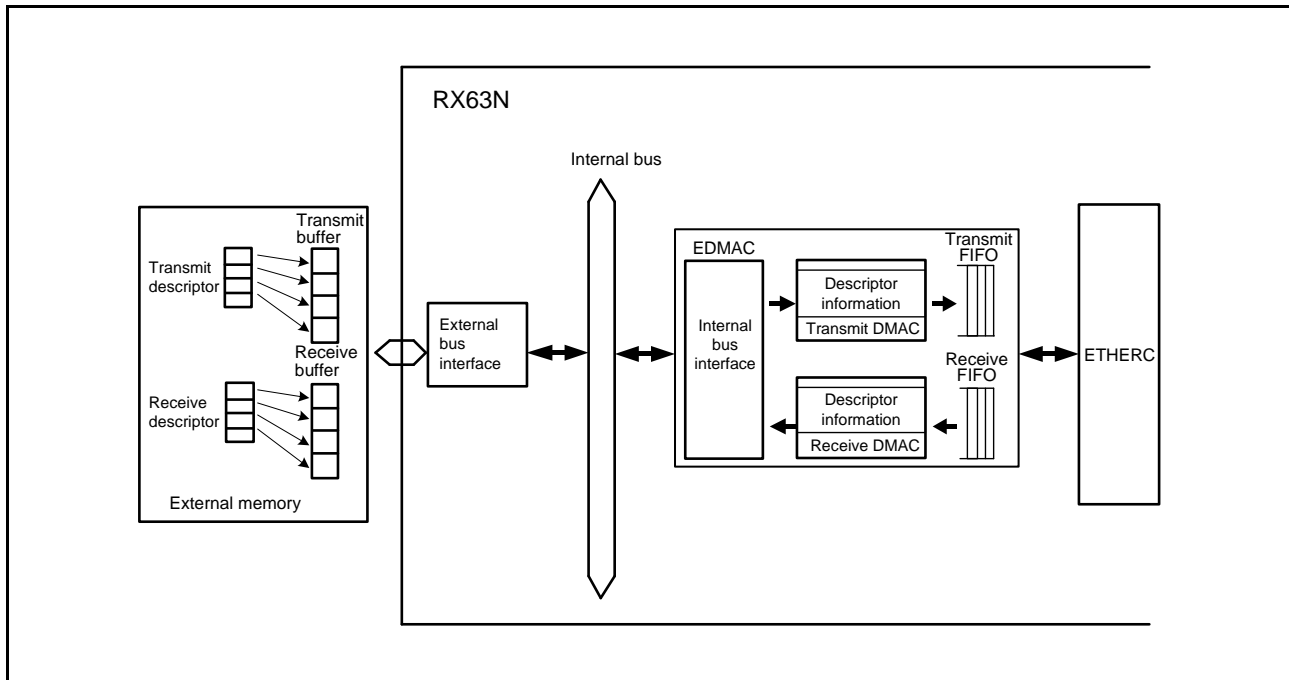 RX63N
Internal bus
Transmit
buffer
Transmit
descriptor
Receive
buffer
Receive
descriptor
External memory
External
bus
interface
EDMAC
Internal
bus
interface
Descriptor
information
Transmit DMAC
Transmit
FIFO
Descriptor
information
Receive DMAC
Receive
FIFO
ETHERC